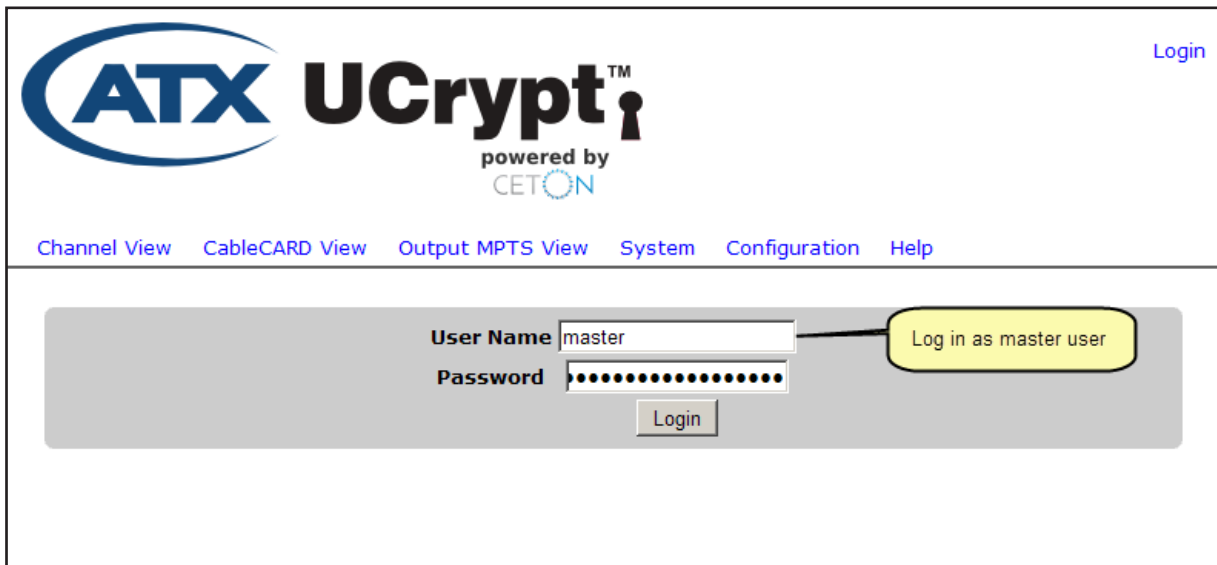 Login
ATX UCrypt™
powered by
CETON
Channel View CableCARD View Output MPTS View System Configuration Help
User Name master
Log in as master user
Password ••••••••••••••••••
Login